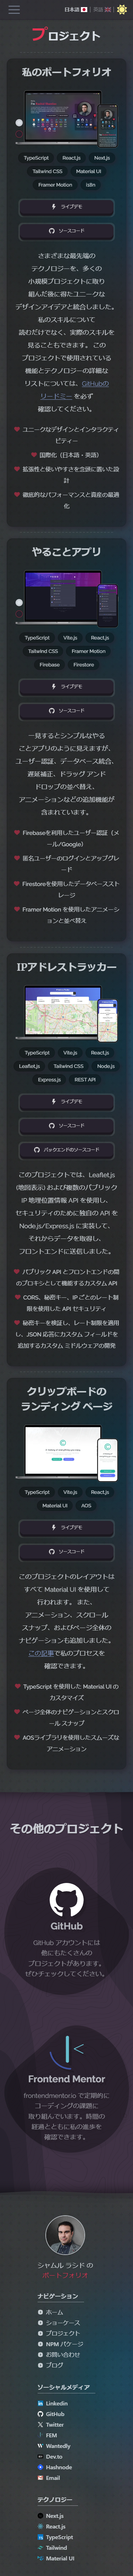 日本語 | 英語
プロジェクト
私のポートフォリオ
TypeScript React.js Next.js
Tailwind CSS Material UI
Framer Motion i18n
ライブデモ
ソースコード
さまざまな最先端の
テクノロジーを、多くの
小規模プロジェクトに取り
組んだ後に得たユニークな
デザインアイデアと統合しました。
私のスキルについて
読むだけでなく、実際のスキルを
見ることもできます。この
プロジェクトで使用されている
機能とテクノロジーの詳細な
リストについては、GitHubの
リードミー を必ず
確認してください。
ユニークなデザインとインタラクティ
ビティー
国際化（日本語・英語）
拡張性と使いやすさを念頭に置いた設
計
徹底的なパフォーマンスと資産の最適
化
やることアプリ
TypeScript Vite.js React.js
Tailwind CSS Framer Motion
Firebase Firestore
ライブデモ
ソースコード
一見するとシンプルなやる
ことアプリのように見えますが、
ユーザー認証、データベース統合、
遅延補正、ドラッグ アンド
ドロップの並べ替え、
アニメーションなどの追加機能が
含まれています。
Firebaseを利用したユーザー認証（メ
ール/Google）
匿名ユーザーのログインとアップグレ
ード
Firestoreを使用したデータベーススト
レージ
Framer Motion を使用したアニメーショ
ンと並べ替え
IPアドレストラッカー
TypeScript Vite.js React.js
Leaflet.js Tailwind CSS Node.js
Express.js REST API
ライブデモ
ソースコード
バックエンドのソースコード
このプロジェクトでは、Leaflet.js
(地図表示) および複数のパブリック
IP 地理位置情報 API を使用し、
セキュリティのために独自の API を
Node.js/Express.js に実装して、
それからデータを取得し、
フロントエンドに送信しました。
パブリック API とフロントエンドの間
のプロキシとして機能するカスタム API
CORS、秘密キー、IP ごとのレート制
限を使用した API セキュリティ
秘密キーを検証し、レート制限を適用
し、JSON 応答にカスタム フィールドを
追加するカスタム ミドルウェアの開発
クリップボードの
ランディング ページ
TypeScript Vite.js React.js
Material UI AOS
ライブデモ
ソースコード
このプロジェクトのレイアウトは
すべて Material UI を使用して
行われます。また、
アニメーション、スクロール
スナップ、およびページ全体の
ナビゲーションも追加しました。
この記事で私のプロセスを
確認できます。
TypeScript を使用した Material UI の
カスタマイズ
ページ全体のナビゲーションとスクロ
ール スナップ
AOSライブラリを使用したスムーズな
アニメーション
その他のプロジェクト
GitHub
GitHub アカウントには
他にもたくさんの
プロジェクトがあります。
ぜひチェックしてください。
Frontend Mentor
frontendmentor.io で定期的に
コーディングの課題に
取り組んでいます。時間の
経過とともに私の進歩を
確認できます。
シャムル ラシド の
ポートフォリオ
ナビゲーション
ホーム
ショーケース
プロジェクト
NPM パケージ
お問い合わせ
ブログ
ソーシャルメディア
Linkedin
GitHub
Twitter
FEM
Wantedly
Dev.to
Hashnode
Email
テクノロジー
Next.js
React.js
TypeScript
Tailwind
Material UI